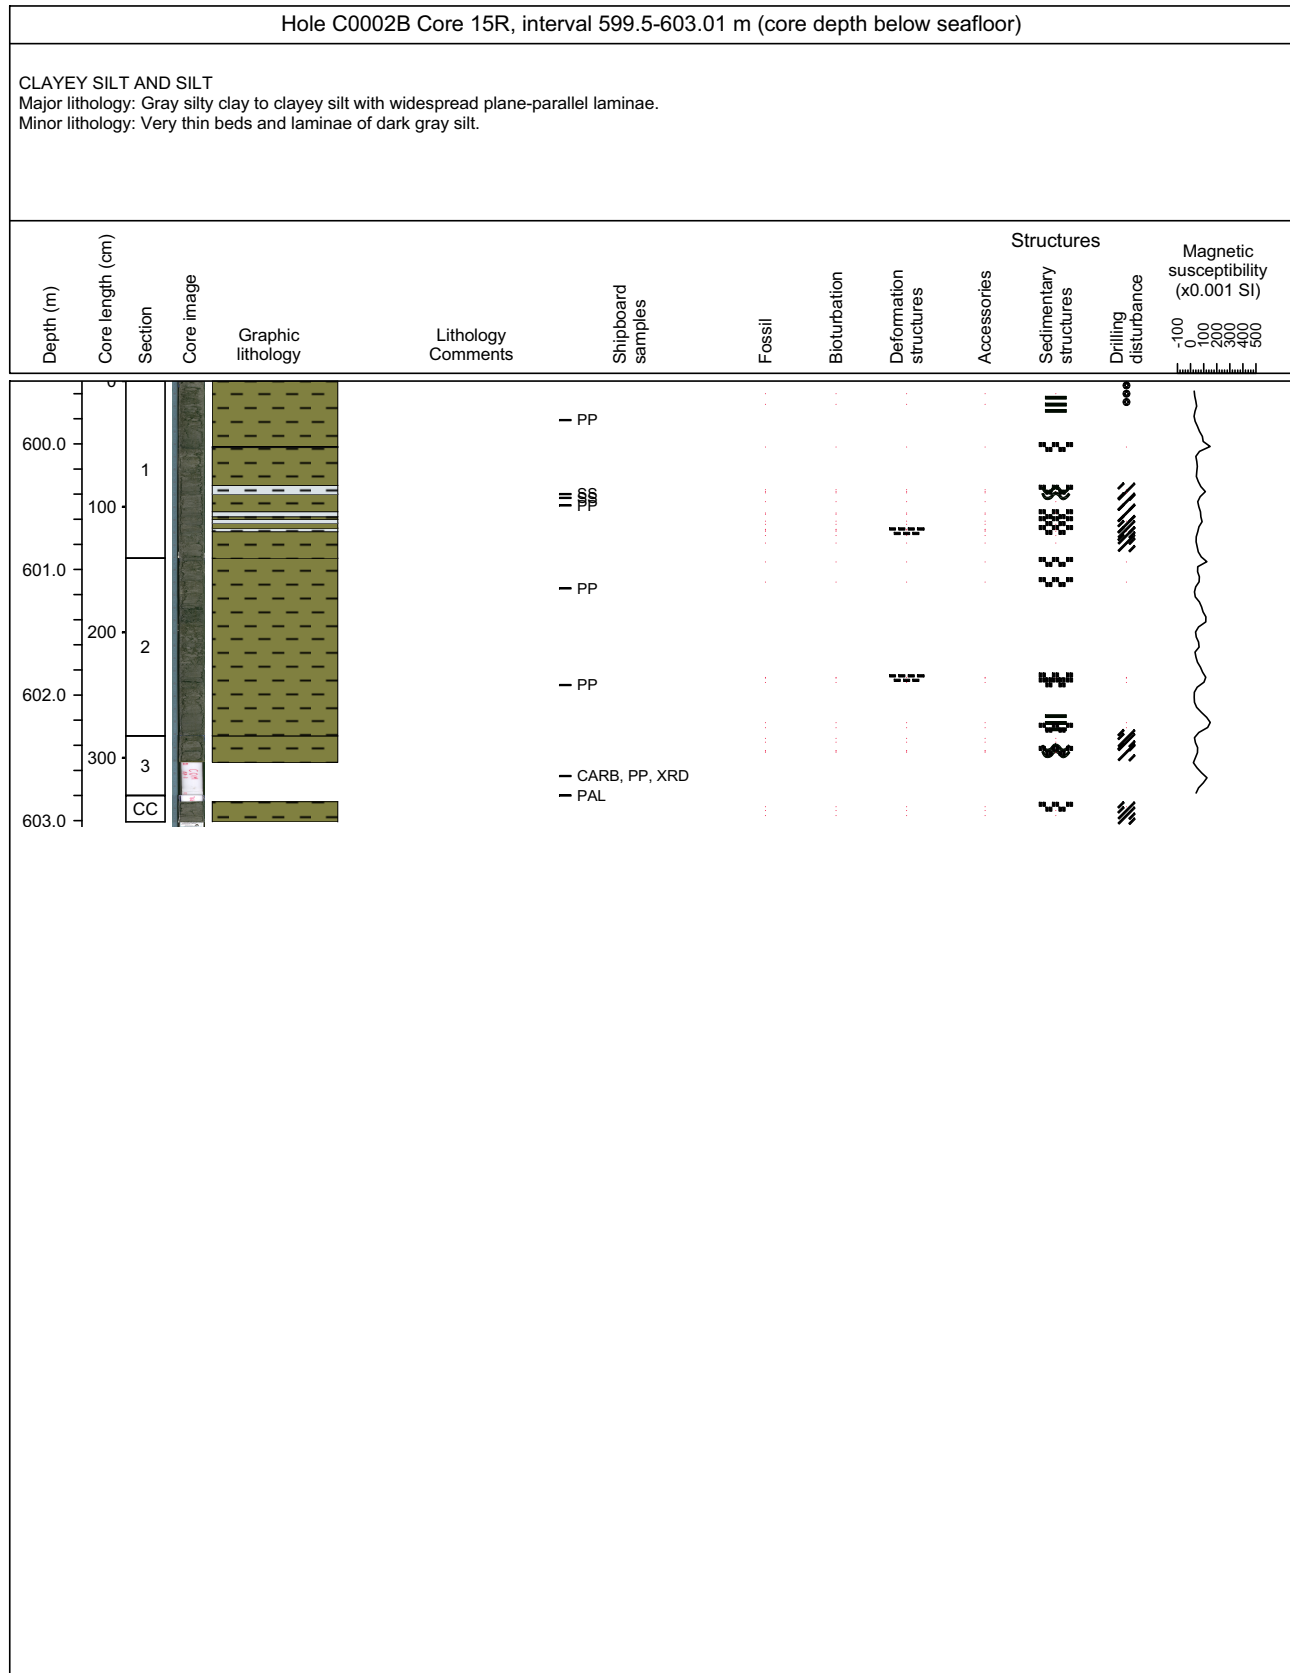 Hole C0002B Core 15R, interval 599.5-603.01 m (core depth below seafloor)
CLAYEY SILT AND SILT
Major lithology: Gray silty clay to clayey silt with widespread plane-parallel laminae.
Minor lithology: Very thin beds and laminae of dark gray silt.
Depth (m)
Core length (cm)
Section
Core image
Graphic
lithology
Lithology
Comments
Shipboard
samples
Fossil
Bioturbation
Deformation
structures
Accessories
Structures
Sedimentary
structures
Drilling
disturbance
Magnetic
susceptibility
(x0.001 SI)
-100
0
100
200
300
400
500
0
PP
600.0
1
SS
SS
100
PP
601.0
PP
200
2
602.0
PP
300
3
CARB, PP, XRD
PAL
CC
603.0